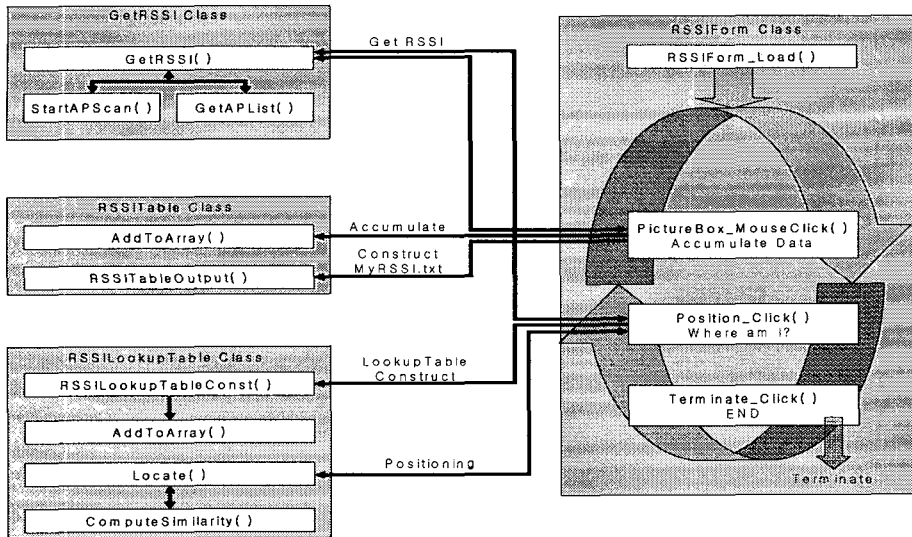 GetRSSI Class
GetRSSI( )
StartAPScan( )
GetAPList( )
Get RSSI
RSSITable Class
AddToArray( )
RSSITableOutput( )
Accumulate
Construct
MyRSSI.txt
RSSILookupTable Class
RSSILookupTableConst( )
AddToArray( )
Locate( )
ComputeSimilarity( )
LookupTable
Construct
Positioning
RSSIForm Class
RSSIForm_Load( )
PictureBox_MouseClick( )
Accumulate Data
Position_Click( )
Where am I?
Terminate_Click( )
END
Terminate